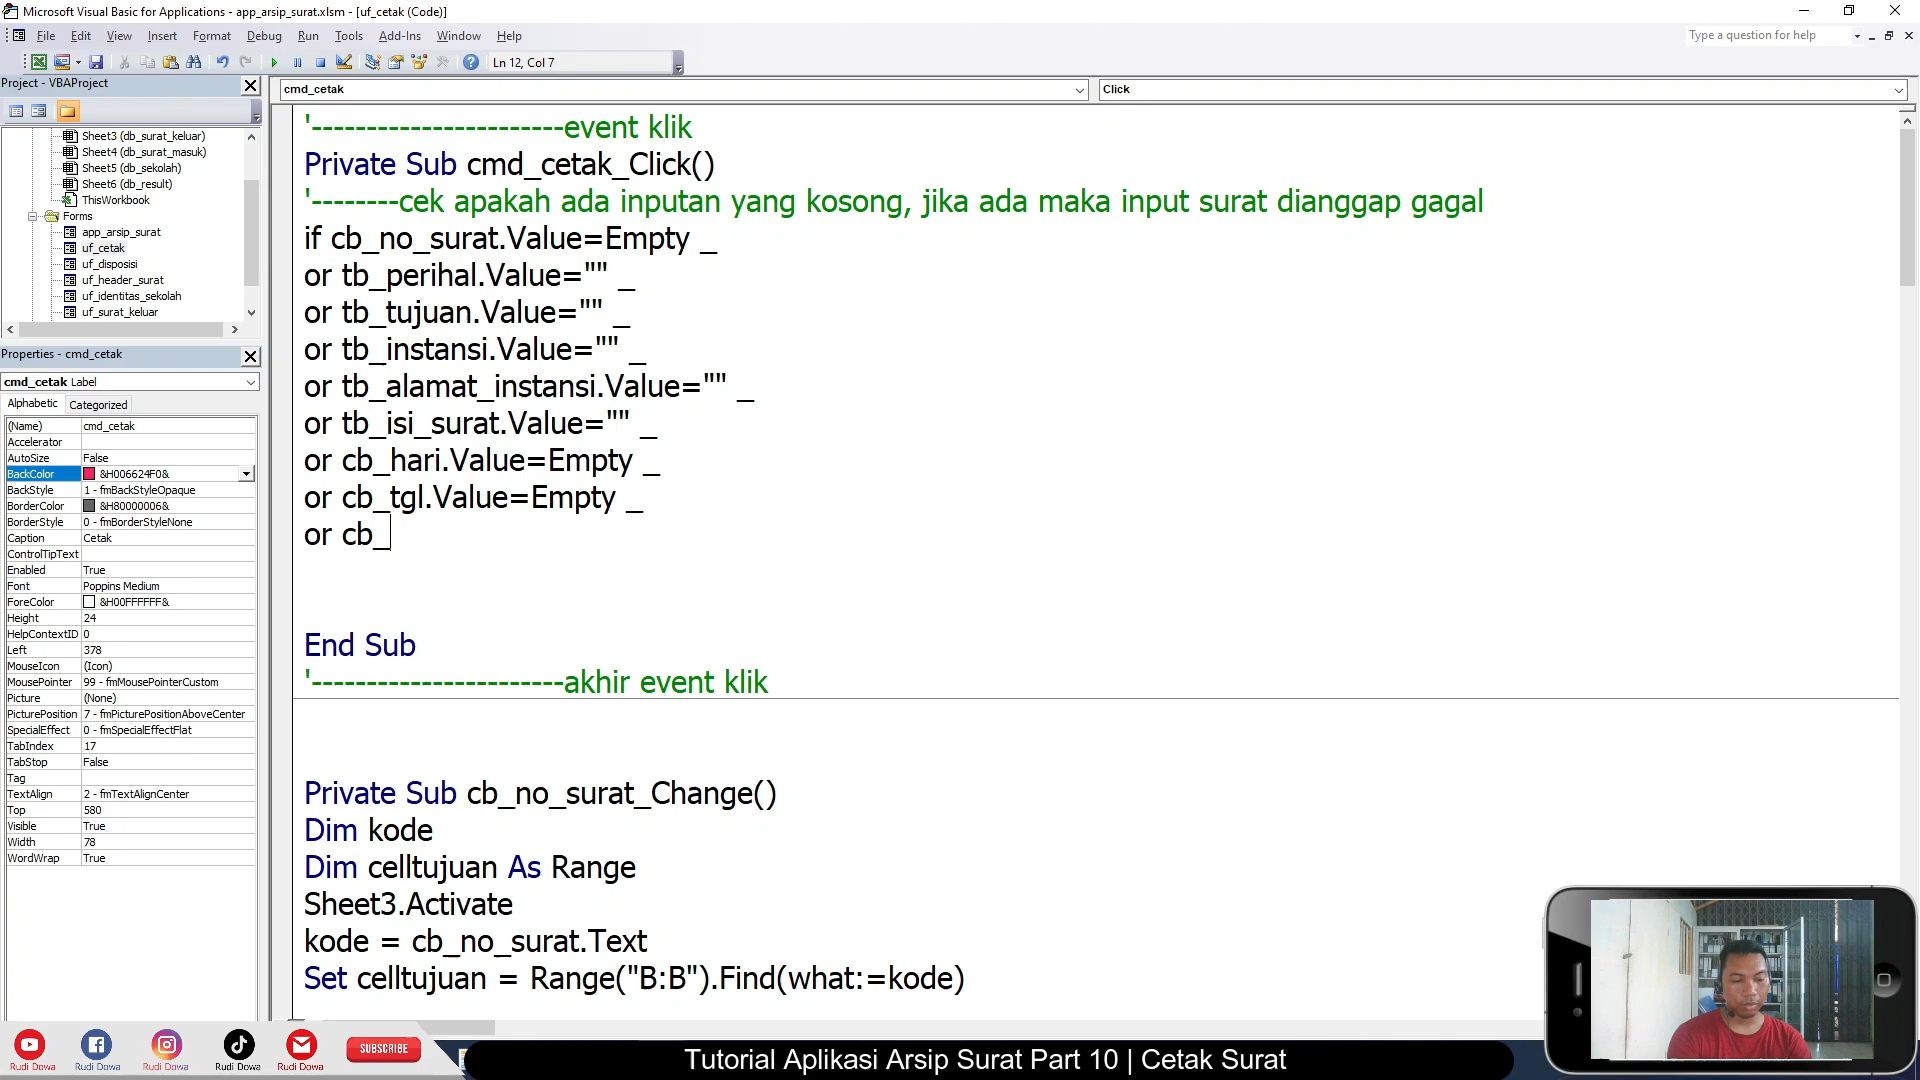 Microsoft Visual Basic for Applications - app_arsip_surat.xlsm - [uf_cetak (Code)]
File Edit View Insert Format Debug Run Tools Add-Ins Window Help
Type a question for help
Ln 12, Col 7
Project - VBAProject
cmd_cetak
Click
Sheet3 (db_surat_keluar)
Sheet4 (db_surat_masuk)
Sheet5 (db_sekolah)
Sheet6 (db_result)
ThisWorkbook
Forms
app_arsip_surat
uf_cetak
uf_disposisi
uf_header_surat
uf_identitas_sekolah
uf_surat_keluar
Properties - cmd_cetak
cmd_cetak Label
Alphabetic Categorized
(Name) cmd_cetak
Accelerator
AutoSize False
BackColor &H006624F0&
BackStyle 1 - fmBackStyleOpaque
BorderColor &H80000006&
BorderStyle 0 - fmBorderStyleNone
Caption Cetak
ControlTipText
Enabled True
Font Poppins Medium
ForeColor &H00FFFFFF&
Height 24
HelpContextID 0
Left 378
MouseIcon (Icon)
MousePointer 99 - fmMousePointerCustom
Picture (None)
PicturePosition 7 - fmPicturePositionAboveCenter
SpecialEffect 0 - fmSpecialEffectFlat
TabIndex 17
TabStop False
Tag
TextAlign 2 - fmTextAlignCenter
Top 580
Visible True
Width 78
WordWrap True
'-----------------------event klik
Private Sub cmd_cetak_Click()
'--------cek apakah ada inputan yang kosong, jika ada maka input surat dianggap gagal
if cb_no_surat.Value=Empty _
or tb_perihal.Value="" _
or tb_tujuan.Value="" _
or tb_instansi.Value="" _
or tb_alamat_instansi.Value="" _
or tb_isi_surat.Value="" _
or cb_hari.Value=Empty _
or cb_tgl.Value=Empty _
or cb_
End Sub
'-----------------------akhir event klik
Private Sub cb_no_surat_Change()
Dim kode
Dim celltujuan As Range
Sheet3.Activate
kode = cb_no_surat.Text
Set celltujuan = Range("B:B").Find(what:=kode)
Rudi Dowa
Rudi Dowa
Rudi Dowa
Rudi Dowa
Rudi Dowa
SUBSCRIBE
Tutorial Aplikasi Arsip Surat Part 10 | Cetak Surat